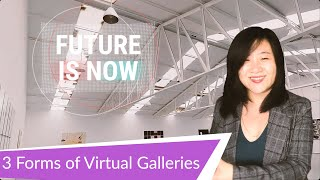 FUTURE
IS NOW
3 Forms of Virtual Galleries